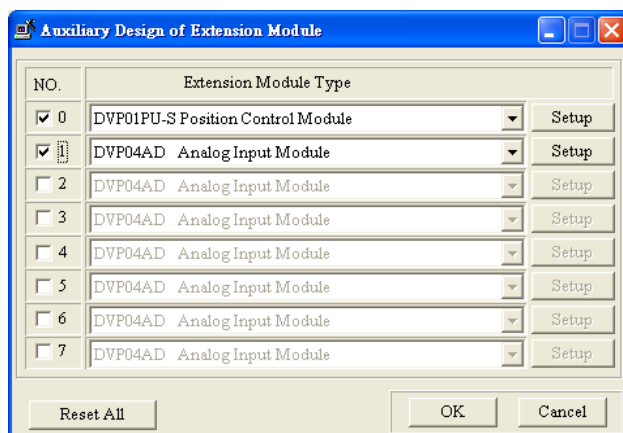 Auxiliary Design of Extension Module
NO. Extension Module Type
0 DVP01PU-S Position Control Module Setup
1 DVP04AD Analog Input Module Setup
2 DVP04AD Analog Input Module Setup
3 DVP04AD Analog Input Module Setup
4 DVP04AD Analog Input Module Setup
5 DVP04AD Analog Input Module Setup
6 DVP04AD Analog Input Module Setup
7 DVP04AD Analog Input Module Setup
Reset All OK Cancel